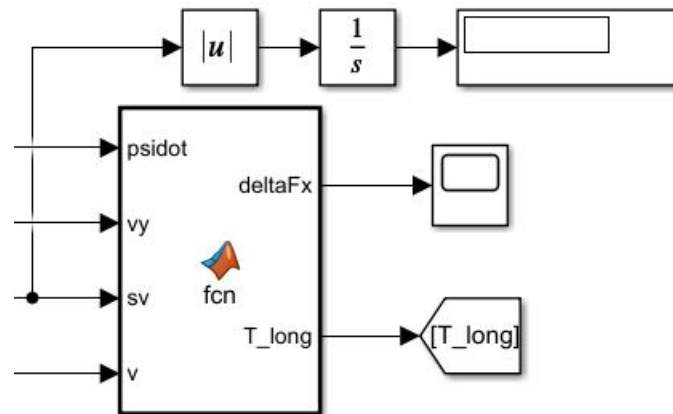 |u|
1
s
psidot
deltaFx
vy
fcn
sv
T_long
[T_long]
v